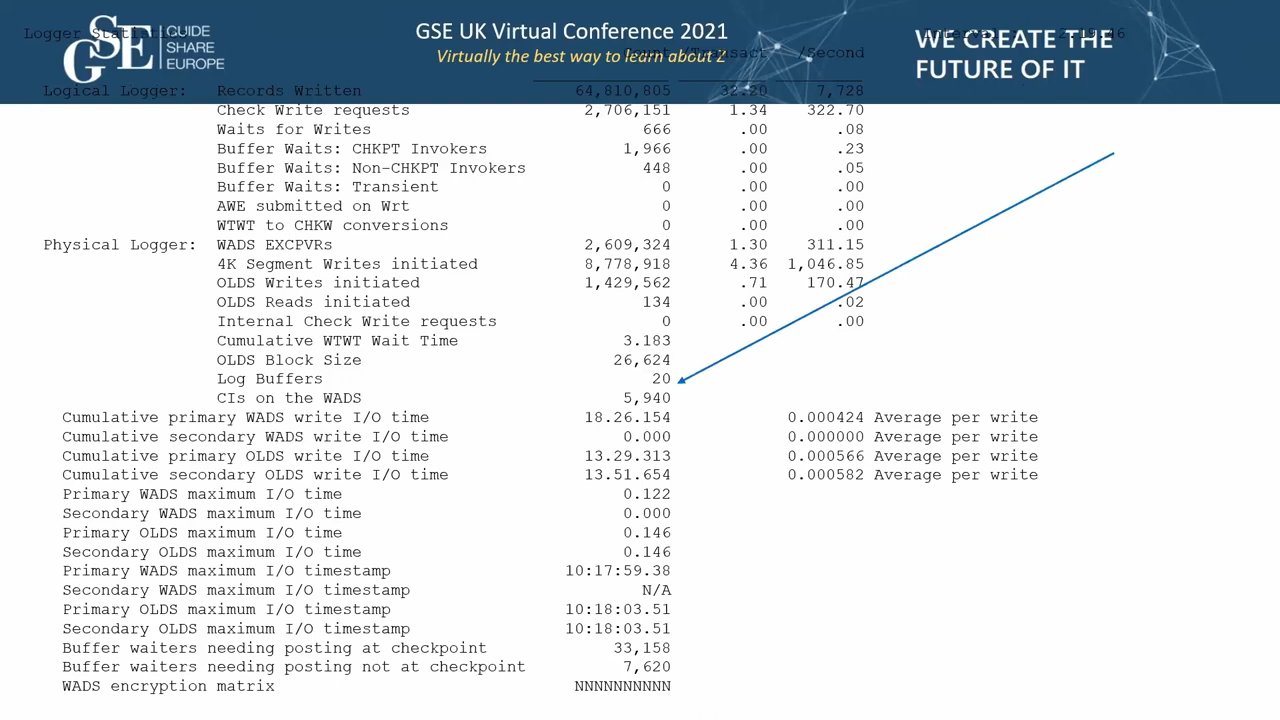 Logger Statistics
GSE
GUIDE
SHARE
EUROPE
GSE UK Virtual Conference 2021
Virtually the best way to learn about Z
WE CREATE THE
FUTURE OF IT
Count /Transact /Second
Logical Logger: Records Written 64,810,805 32.20 7,728
Check Write requests 2,706,151 1.34 322.70
Waits for Writes 666 .00 .08
Buffer Waits: CHKPT Invokers 1,966 .00 .23
Buffer Waits: Non-CHKPT Invokers 448 .00 .05
Buffer Waits: Transient 0 .00 .00
AWE submitted on Wrt 0 .00 .00
WTWT to CHKW conversions 0 .00 .00
Physical Logger: WADS EXCPVRs 2,609,324 1.30 311.15
4K Segment Writes initiated 8,778,918 4.36 1,046.85
OLDS Writes initiated 1,429,562 .71 170.47
OLDS Reads initiated 134 .00 .02
Internal Check Write requests 0 .00 .00
Cumulative WTWT Wait Time 3.183
OLDS Block Size 26,624
Log Buffers 20
CIs on the WADS 5,940
Cumulative primary WADS write I/O time 18.26.154 0.000424 Average per write
Cumulative secondary WADS write I/O time 0.000 0.000000 Average per write
Cumulative primary OLDS write I/O time 13.29.313 0.000566 Average per write
Cumulative secondary OLDS write I/O time 13.51.654 0.000582 Average per write
Primary WADS maximum I/O time 0.122
Secondary WADS maximum I/O time 0.000
Primary OLDS maximum I/O time 0.146
Secondary OLDS maximum I/O time 0.146
Primary WADS maximum I/O timestamp 10:17:59.38
Secondary WADS maximum I/O timestamp N/A
Primary OLDS maximum I/O timestamp 10:18:03.51
Secondary OLDS maximum I/O timestamp 10:18:03.51
Buffer waiters needing posting at checkpoint 33,158
Buffer waiters needing posting not at checkpoint 7,620
WADS encryption matrix NNNNNNNNNN